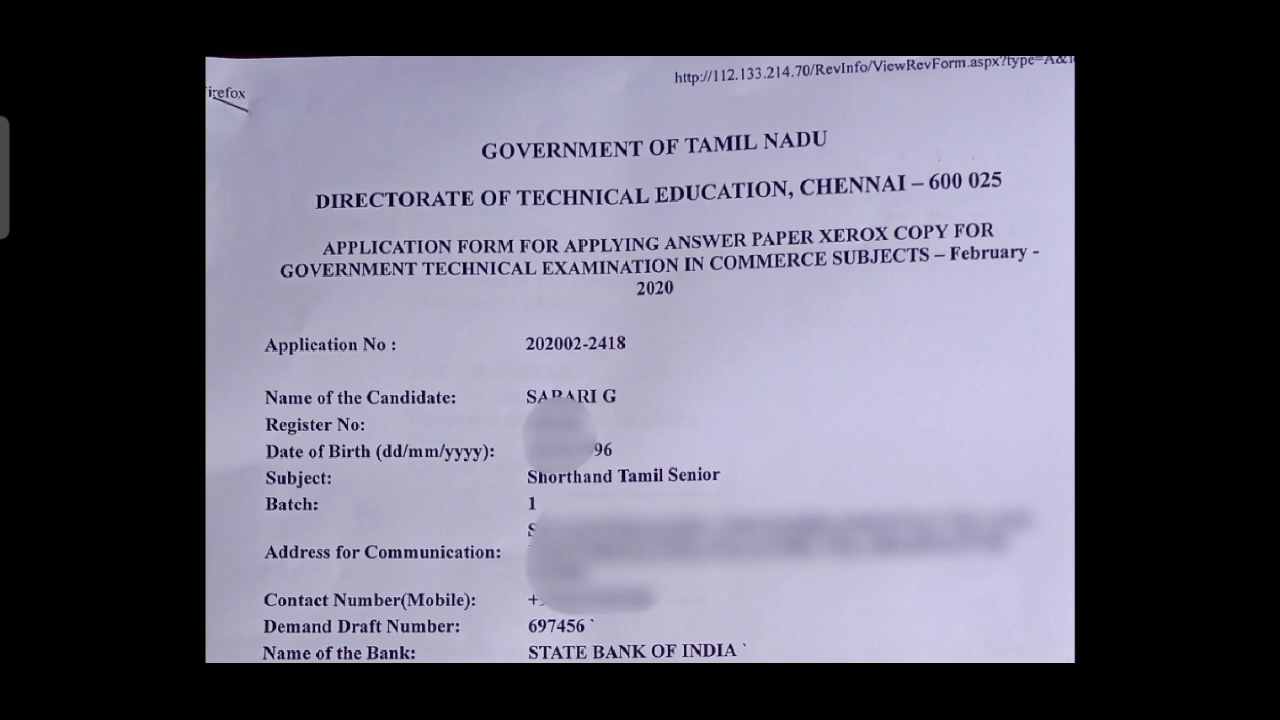 http://112.133.214.70/RevInfo/ViewRevForm.aspx?type=A&
irefox
GOVERNMENT OF TAMIL NADU
DIRECTORATE OF TECHNICAL EDUCATION, CHENNAI – 600 025
APPLICATION FORM FOR APPLYING ANSWER PAPER XEROX COPY FOR
GOVERNMENT TECHNICAL EXAMINATION IN COMMERCE SUBJECTS – February -
2020
Application No : 202002-2418
Name of the Candidate: SABARI G
Register No:
Date of Birth (dd/mm/yyyy): 96
Subject: Shorthand Tamil Senior
Batch: 1
S
Address for Communication:
Contact Number(Mobile): +
Demand Draft Number: 697456 `
Name of the Bank: STATE BANK OF INDIA `